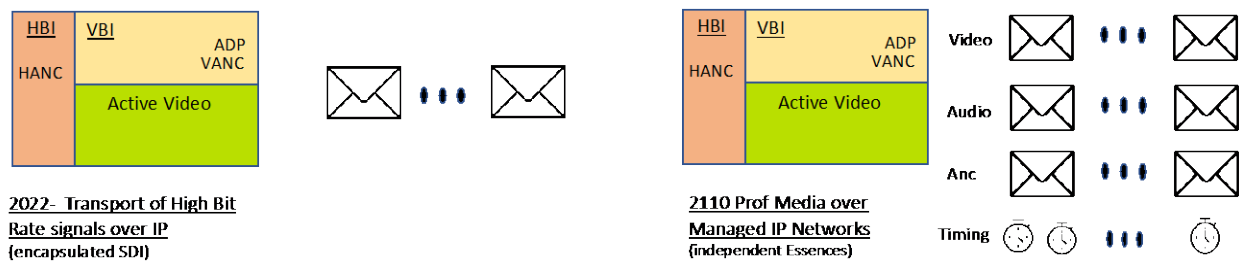 HBI
VBI
ADP
VANC
HANC
Active Video
2022- Transport of High Bit
Rate signals over IP
(encapsulated SDI)
HBI
VBI
ADP
VANC
HANC
Active Video
2110 Prof Media over
Managed IP Networks
(independent Essences)
Video
Audio
Anc
Timing